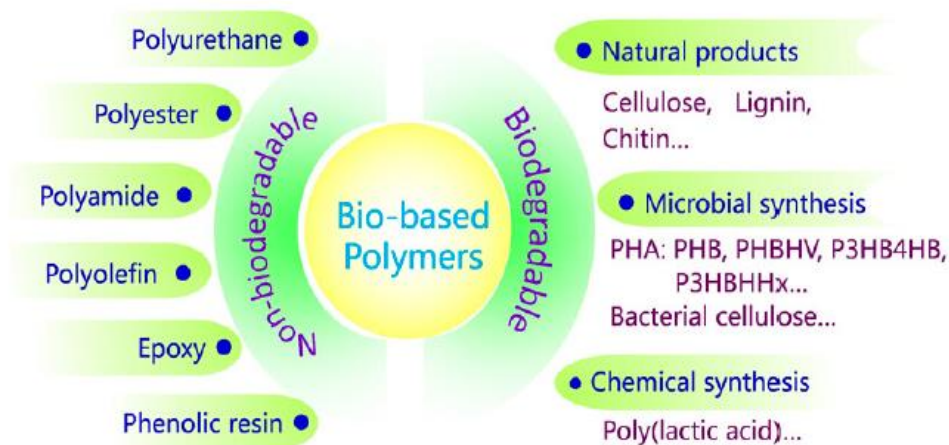 Polyurethane
Polyester
Polyamide
Polyolefin
Epoxy
Phenolic resin
Non-biodegradable
Bio-based
Polymers
Biodegradable
Natural products
Cellulose, Lignin,
Chitin...
Microbial synthesis
PHA: PHB, PHBHV, P3HB4HB,
P3HBHHx...
Bacterial cellulose...
Chemical synthesis
Poly(lactic acid)...